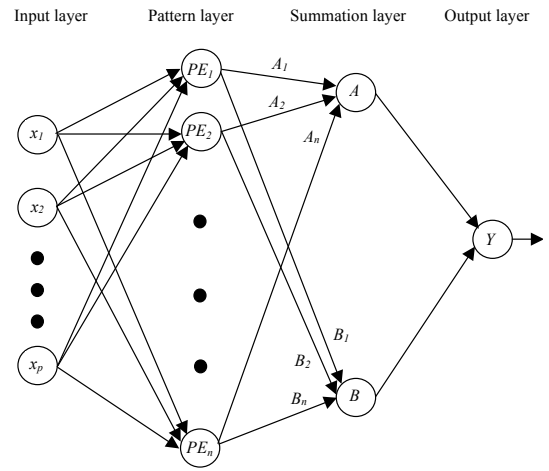 Input layer Pattern layer Summation layer Output layer
PE1
A1
A
A2
x1
PE2
An
x2
Y
B1
B2
xp
Bn
B
PEn